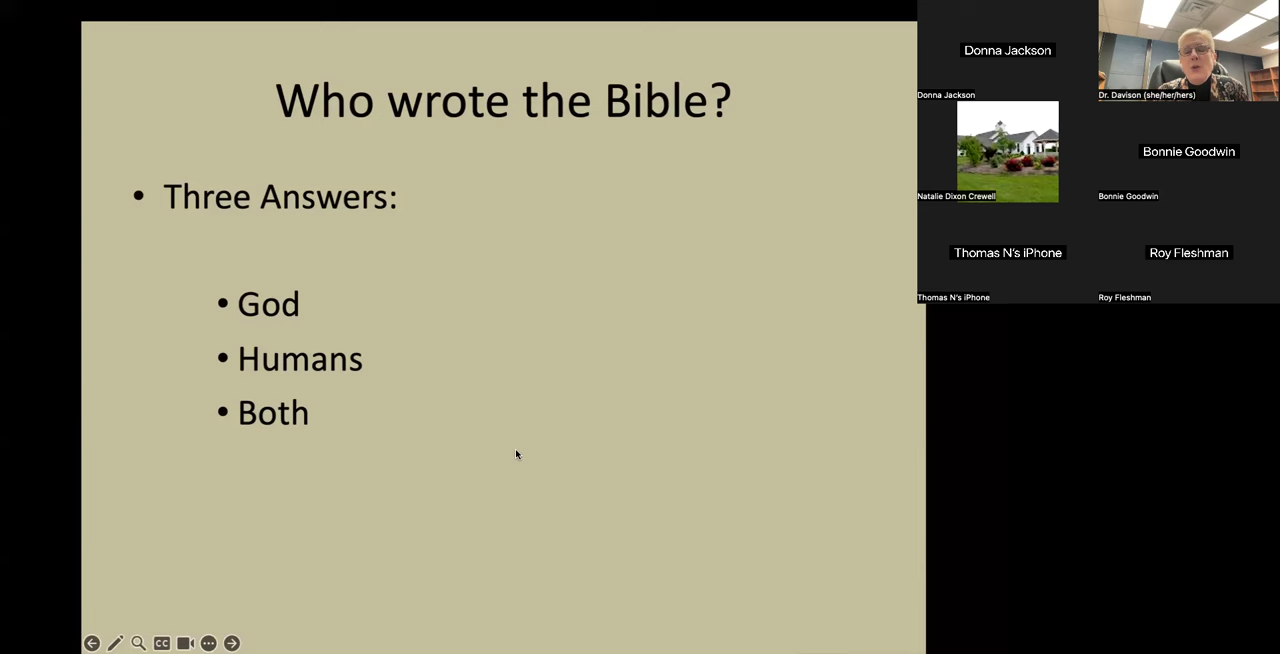 Who wrote the Bible?
• Three Answers:
• God
• Humans
• Both
CC
Donna Jackson
Donna Jackson
Dr. Davison (she/her/hers)
Natalie Dixon Crewell
Bonnie Goodwin
Bonnie Goodwin
Thomas N's iPhone
Thomas N's iPhone
Roy Fleshman
Roy Fleshman